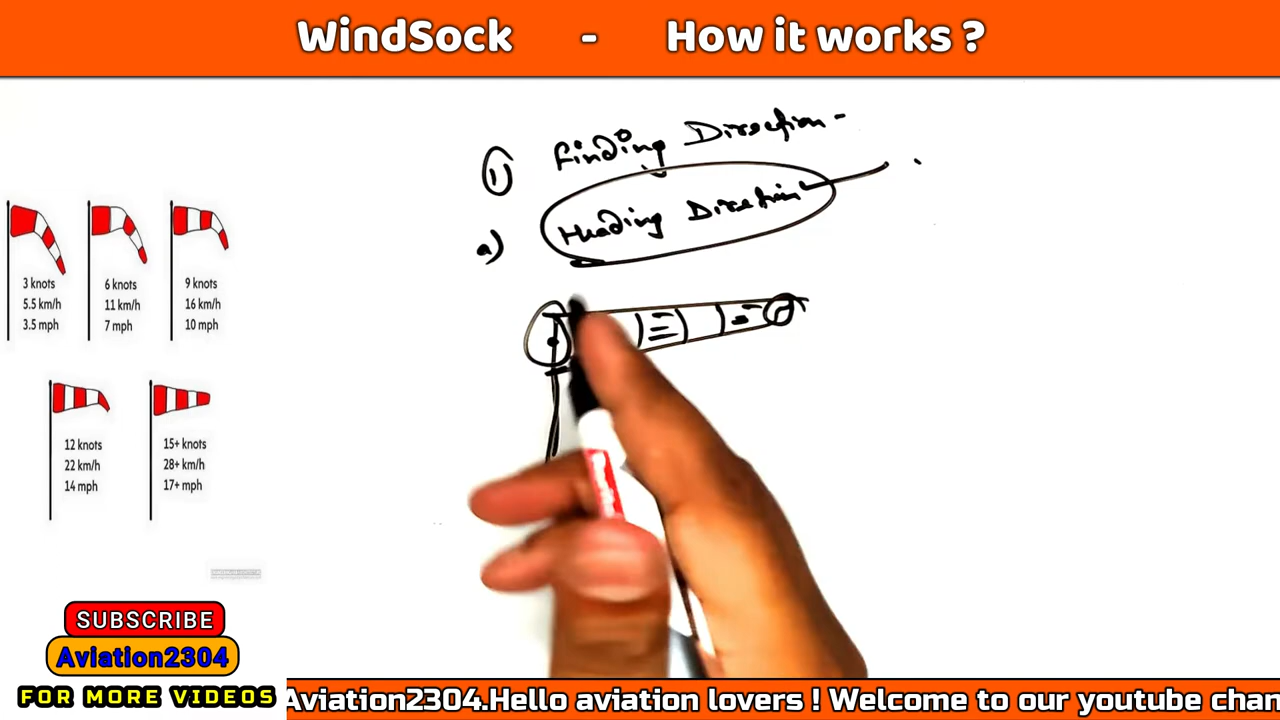 WindSock - How it works ?
1) Finding Direction -
a) Heading Direction
3 knots
5.5 km/h
3.5 mph
6 knots
11 km/h
7 mph
9 knots
16 km/h
10 mph
12 knots
22 km/h
14 mph
15+ knots
28+ km/h
17+ mph
SUBSCRIBE
Aviation2304
FOR MORE VIDEOS
Aviation2304.Hello aviation lovers ! Welcome to our youtube chan